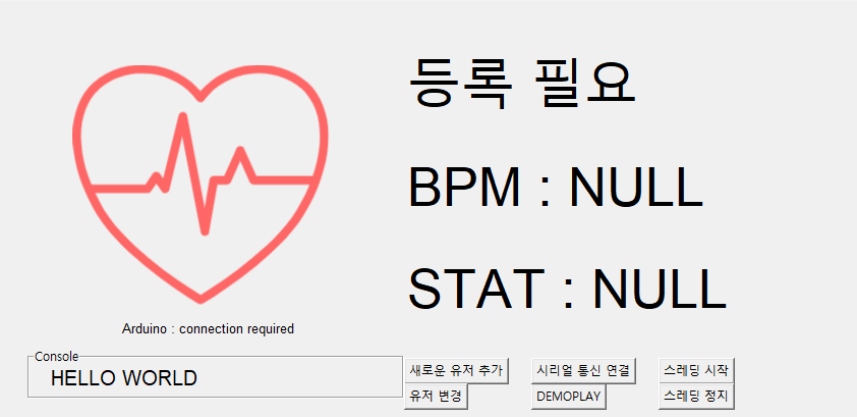 등록 필요
BPM : NULL
STAT : NULL
Arduino : connection required
Console
HELLO WORLD
새로운 유저 추가 시리얼 통신 연결 스레딩 시작
유저 변경 DEMOPLAY 스레딩 정지